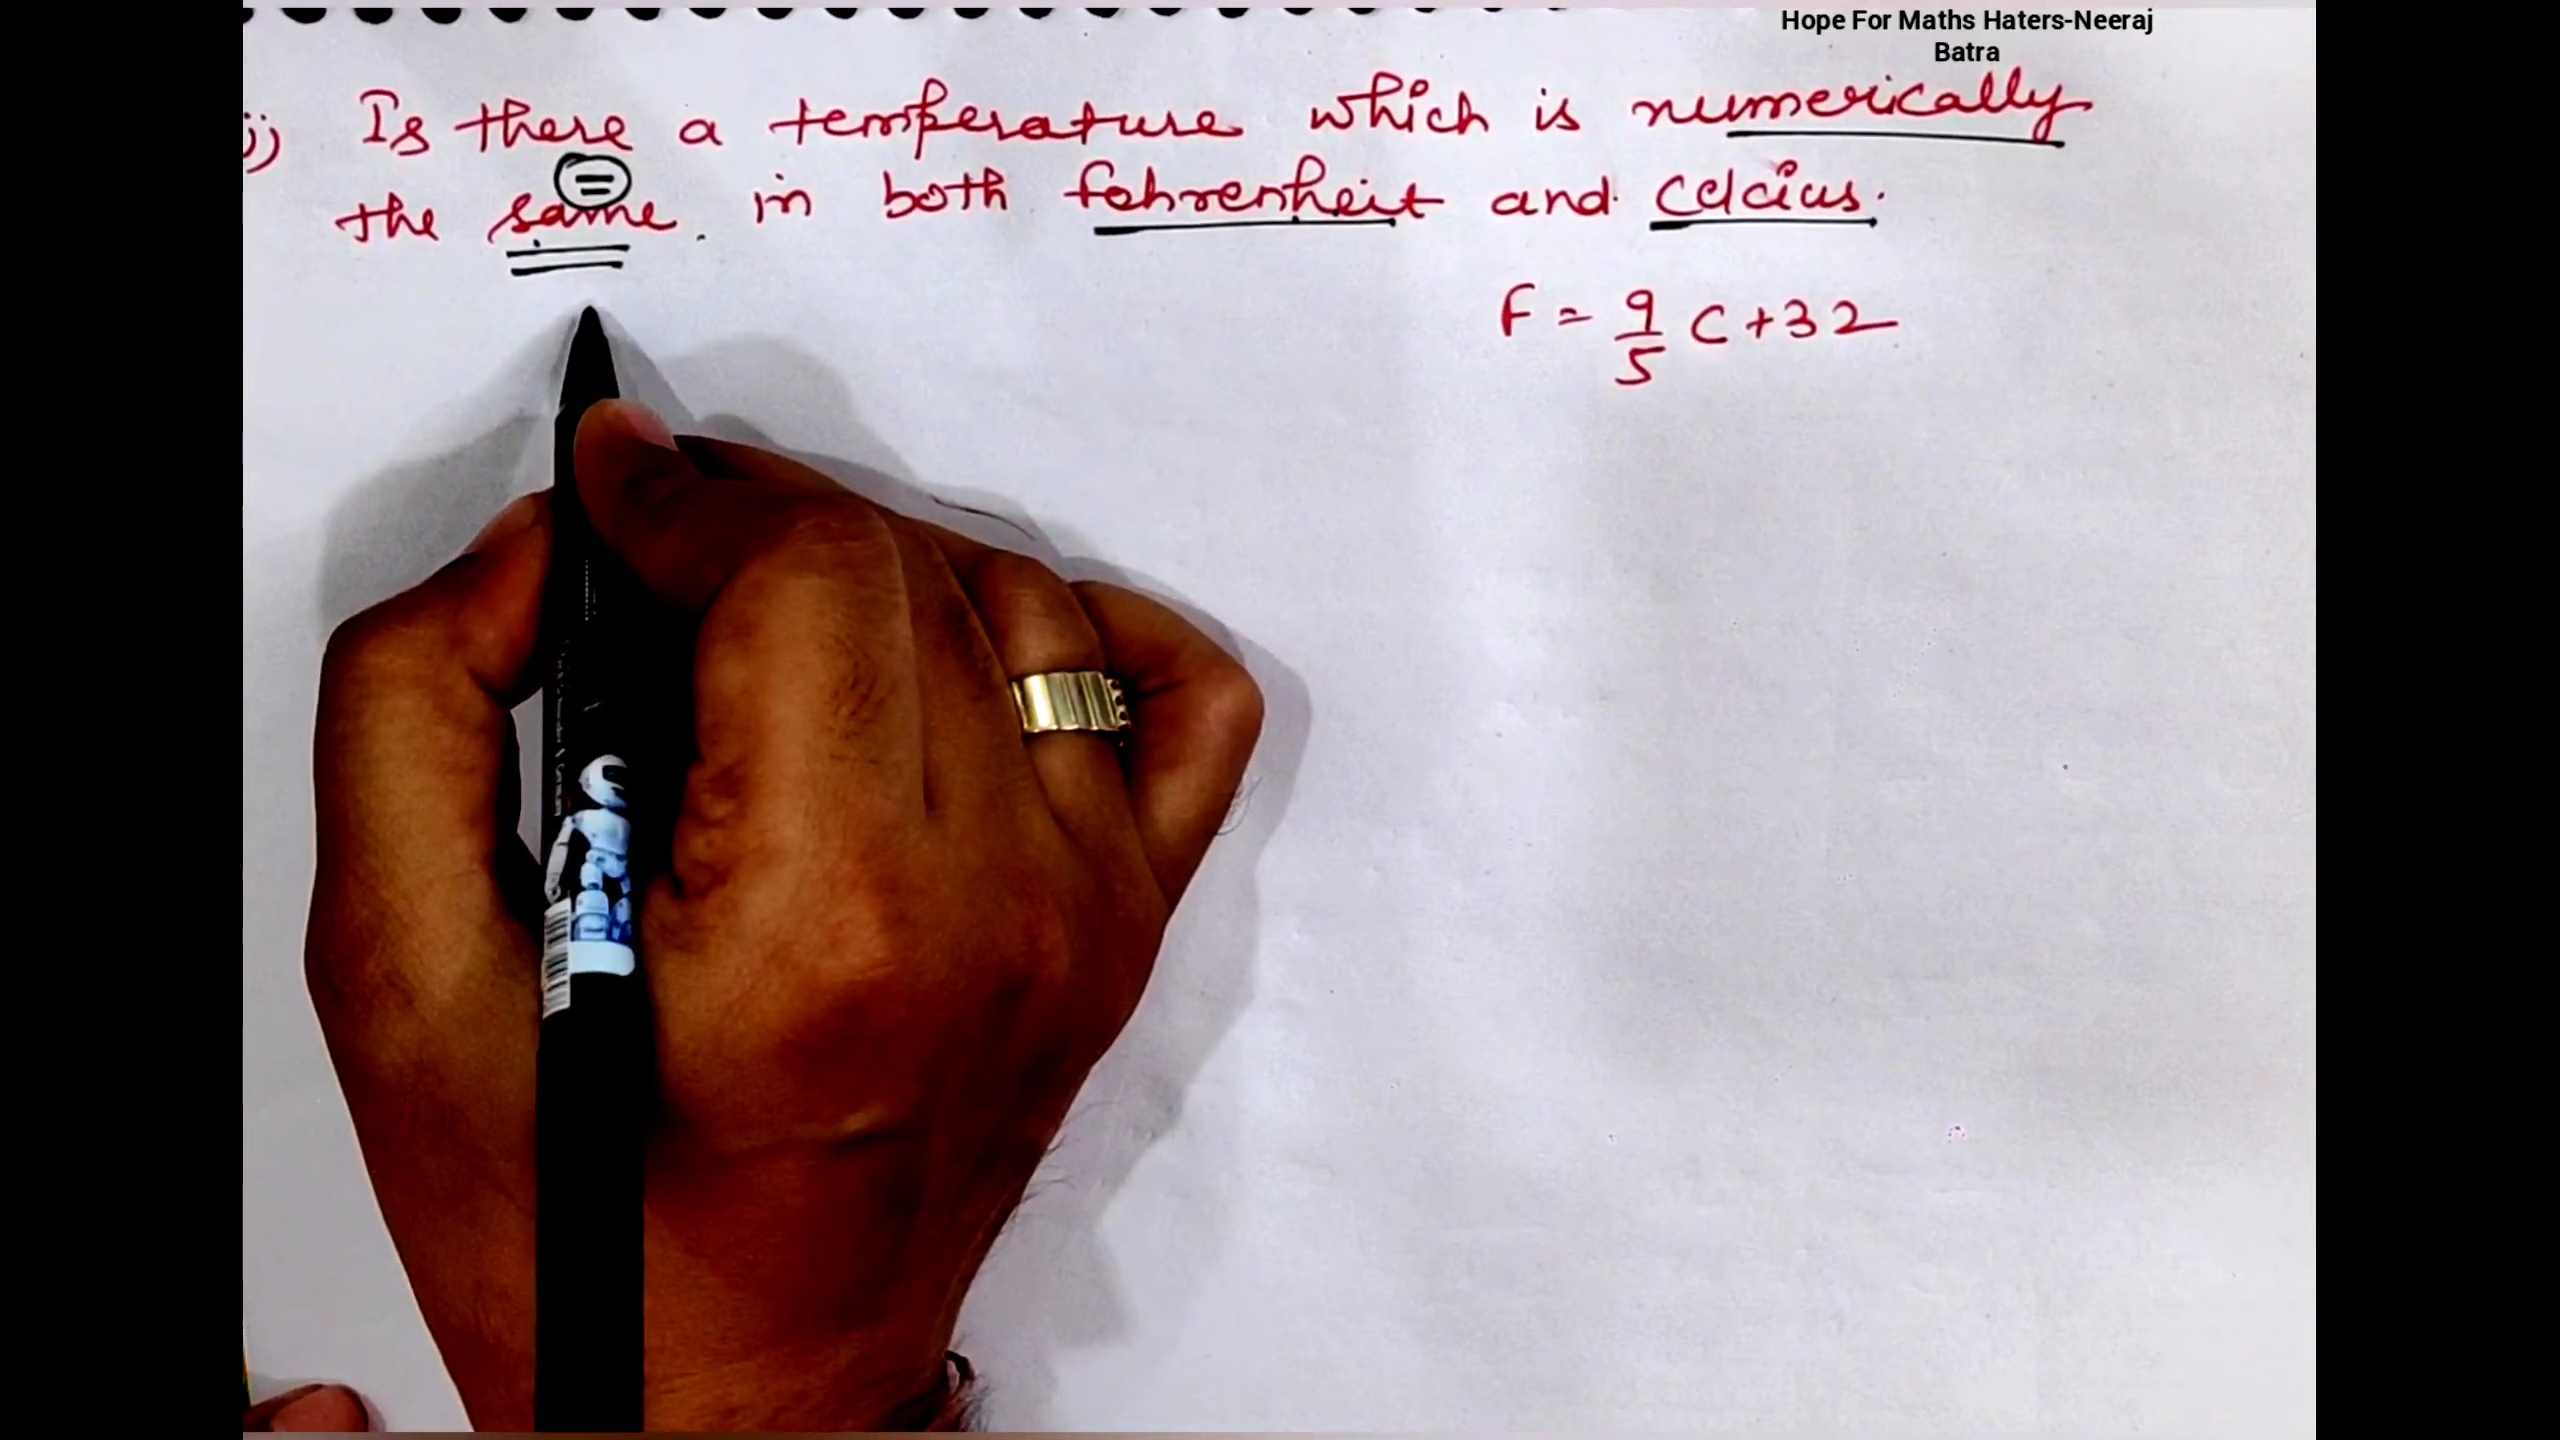 Hope For Maths Haters-Neeraj
Batra
ii) Is there a temperature which is numerically
the same in both fahrenheit and Celcius.
=
F = 9/5 C + 32